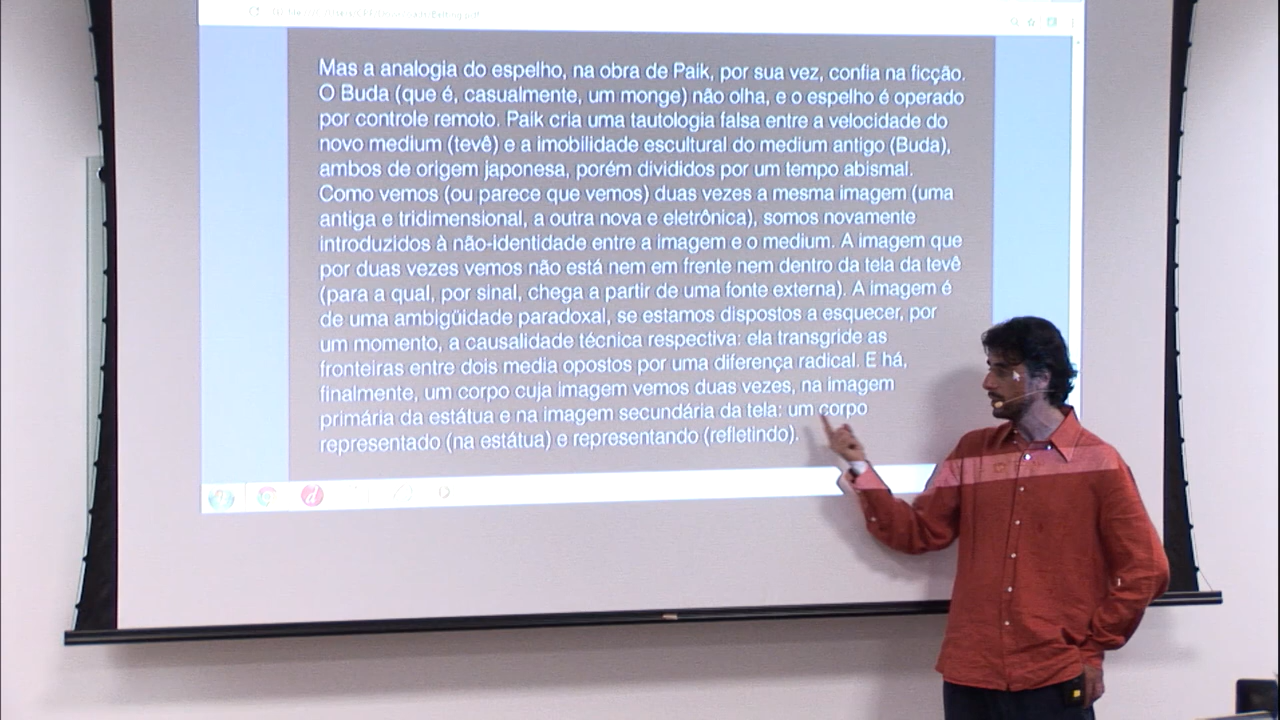 Mas a analogia do espelho, na obra de Paik, por sua vez, confia na ficção.
O Buda (que é, casualmente, um monge) não olha, e o espelho é operado
por controle remoto. Paik cria uma tautologia falsa entre a velocidade do
novo medium (tevê) e a imobilidade escultural do medium antigo (Buda),
ambos de origem japonesa, porém divididos por um tempo abismal.
Como vemos (ou parece que vemos) duas vezes a mesma imagem (uma
antiga e tridimensional, a outra nova e eletrônica), somos novamente
introduzidos à não-identidade entre a imagem e o medium. A imagem que
por duas vezes vemos não está nem em frente nem dentro da tela da tevê
(para a qual, por sinal, chega a partir de uma fonte externa). A imagem é
de uma ambigüidade paradoxal, se estamos dispostos a esquecer, por
um momento, a causalidade técnica respectiva: ela transgride as
fronteiras entre dois media opostos por uma diferença radical. E há,
finalmente, um corpo cuja imagem vemos duas vezes, na imagem
primária da estátua e na imagem secundária da tela: um corpo
representado (na estátua) e representando (refletindo).